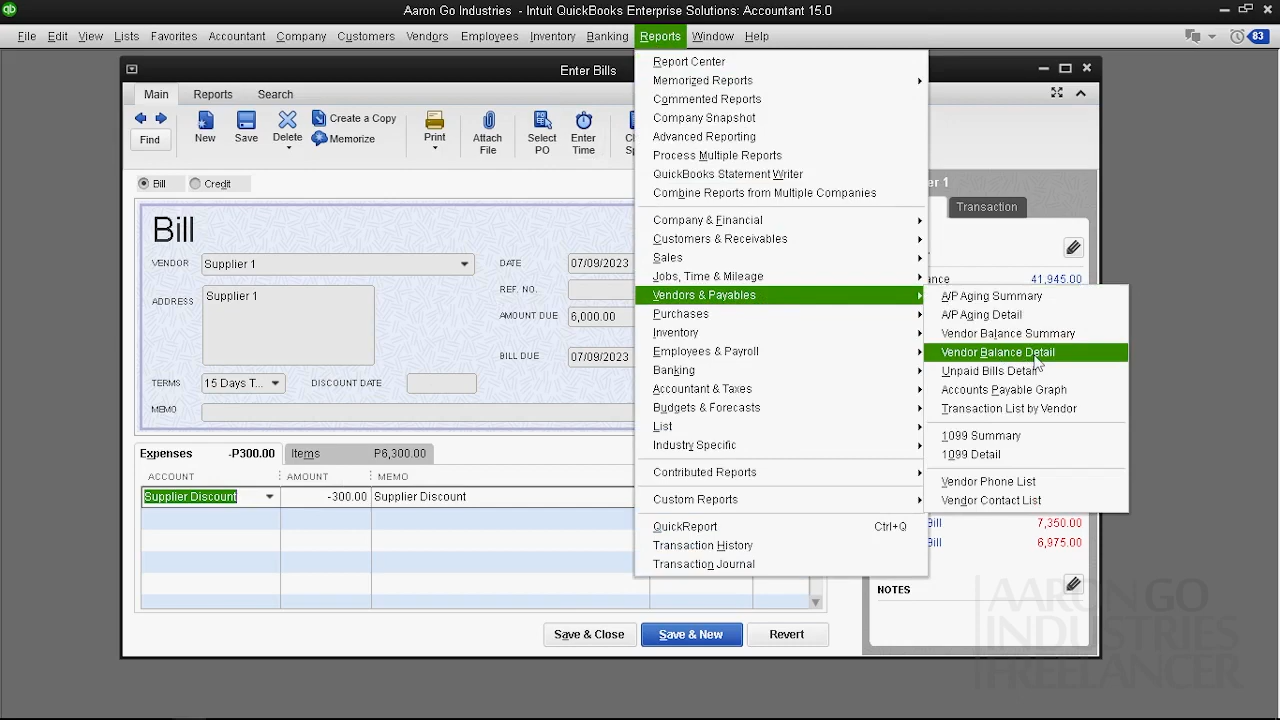 Aaron Go Industries - Intuit QuickBooks Enterprise Solutions: Accountant 15.0
File Edit View Lists Favorites Accountant Company Customers Vendors Employees Inventory Banking Reports Window Help 83
Enter Bills
Main Reports Search
Find New Save Delete Create a Copy Memorize Print Attach File Select PO Enter Time
Bill Credit
Bill
VENDOR Supplier 1
DATE 07/09/2023
ADDRESS Supplier 1
REF. NO.
AMOUNT DUE 6,000.00
BILL DUE 07/09/2023
TERMS 15 Days T... DISCOUNT DATE
MEMO
Expenses -P300.00 Items P6,300.00
ACCOUNT AMOUNT MEMO
Supplier Discount -300.00 Supplier Discount
Save & Close Save & New Revert
Report Center
Memorized Reports
Commented Reports
Company Snapshot
Advanced Reporting
Process Multiple Reports
QuickBooks Statement Writer
Combine Reports from Multiple Companies
Company & Financial
Customers & Receivables
Sales
Jobs, Time & Mileage
Vendors & Payables
Purchases
Inventory
Employees & Payroll
Banking
Accountant & Taxes
Budgets & Forecasts
List
Industry Specific
Contributed Reports
Custom Reports
QuickReport Ctrl+Q
Transaction History
Transaction Journal
A/P Aging Summary
A/P Aging Detail
Vendor Balance Summary
Vendor Balance Detail
Unpaid Bills Detail
Accounts Payable Graph
Transaction List by Vendor
1099 Summary
1099 Detail
Vendor Phone List
Vendor Contact List
Transaction
41,945.00
7,350.00
6,975.00
NOTES
AARON GO
INDUSTRIES
FREELANCER